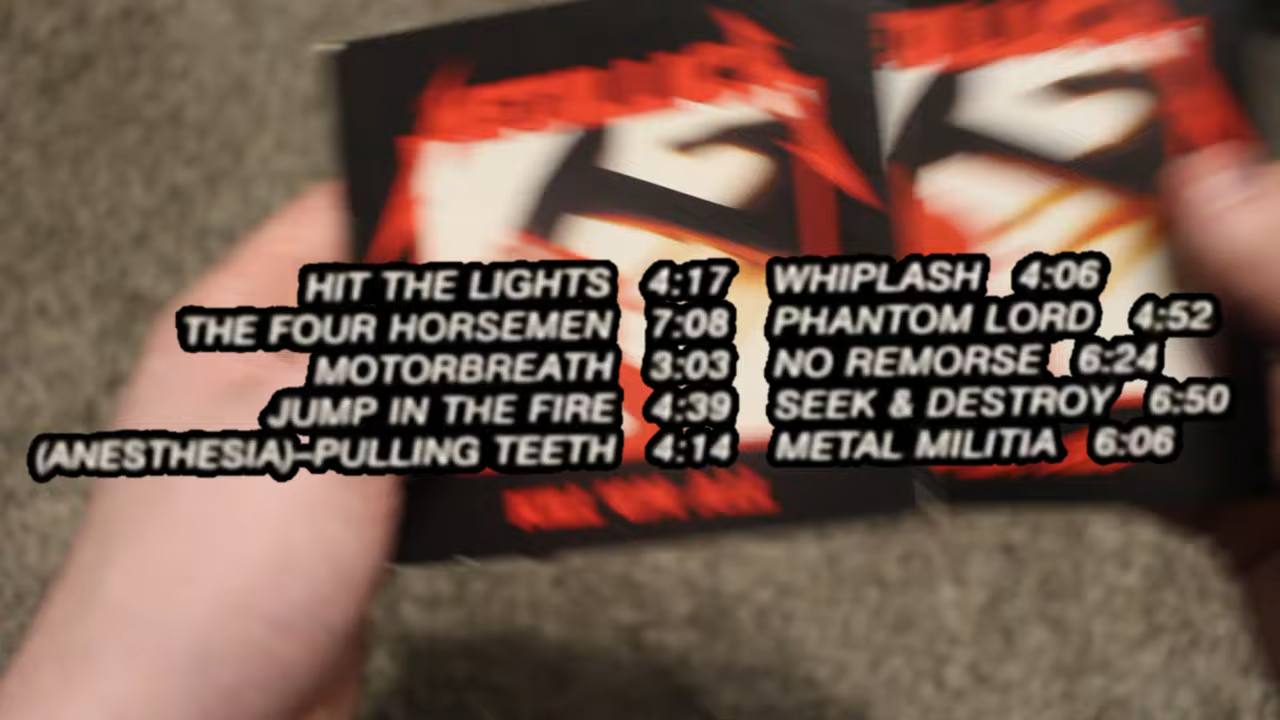 HIT THE LIGHTS 4:17
THE FOUR HORSEMEN 7:08
MOTORBREATH 3:03
JUMP IN THE FIRE 4:39
(ANESTHESIA)–PULLING TEETH 4:14
WHIPLASH 4:06
PHANTOM LORD 4:52
NO REMORSE 6:24
SEEK & DESTROY 6:50
METAL MILITIA 6:06